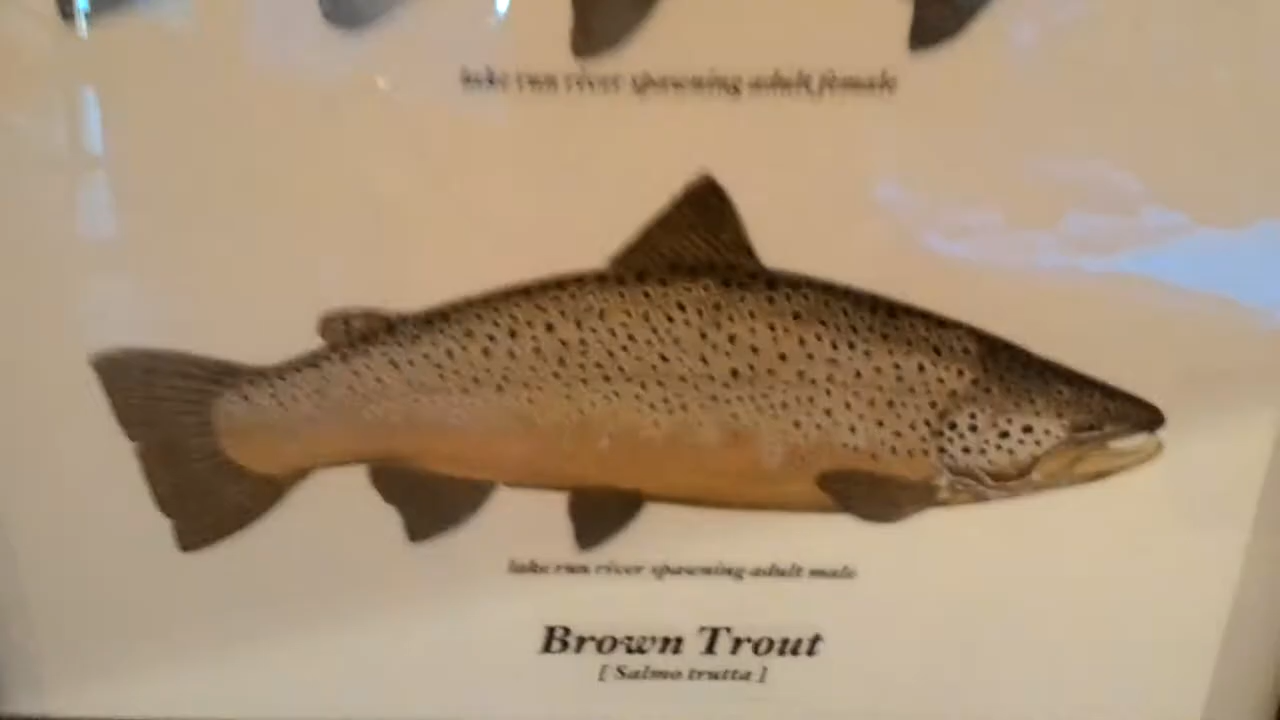 lake run river spawning adult female
lake run river spawning adult male
Brown Trout
[ Salmo trutta ]